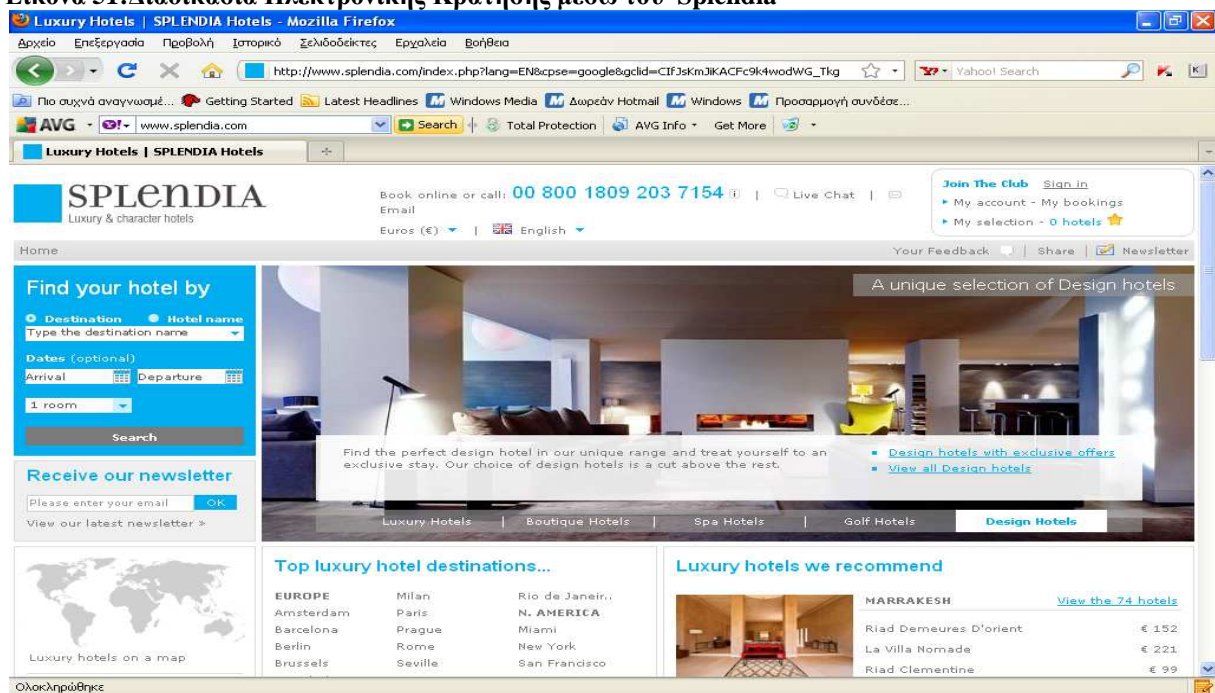 Εικόνα 31.Διαδικασία Ηλεκτρονικής Κράτησης μέσω του Splendia
Luxury Hotels | SPLENDIA Hotels - Mozilla Firefox
Αρχείο Επεξεργασία Προβολή Ιστορικό Σελιδοδείκτες Εργαλεία Βοήθεια
http://www.splendia.com/index.php?lang=EN&cpse=google&gclid=CIfJsKmJiKACFc9k4wodWG_Tkg Yahoo! Search
Πιο συχνά αναγνωσμέ... Getting Started Latest Headlines Windows Media Δωρεάν Hotmail Windows Προσαρμογή συνδέσε...
AVG www.splendia.com Search Total Protection AVG Info Get More
Luxury Hotels | SPLENDIA Hotels
SPLENDIA
Luxury & character hotels
Book online or call: 00 800 1809 203 7154 | Live Chat |
Email
Euros (€) | English
Join The Club Sign in
My account - My bookings
My selection - 0 hotels
Home Your Feedback | Share | Newsletter
Find your hotel by
Destination Hotel name
Type the destination name
Dates (optional)
Arrival Departure
1 room
Search
A unique selection of Design hotels
Find the perfect design hotel in our unique range and treat yourself to an
exclusive stay. Our choice of design hotels is a cut above the rest.
Design hotels with exclusive offers
View all Design hotels
Luxury Hotels | Boutique Hotels | Spa Hotels | Golf Hotels Design Hotels
Receive our newsletter
Please enter your email OK
View our latest newsletter »
Luxury hotels on a map
Top luxury hotel destinations...
EUROPE Milan Rio de Janeir..
Amsterdam Paris N. AMERICA
Barcelona Prague Miami
Berlin Rome New York
Brussels Seville San Francisco
Luxury hotels we recommend
MARRAKESH View the 74 hotels
Riad Demeures D'orient € 152
La Villa Nomade € 221
Riad Clementine € 99
Ολοκληρώθηκε